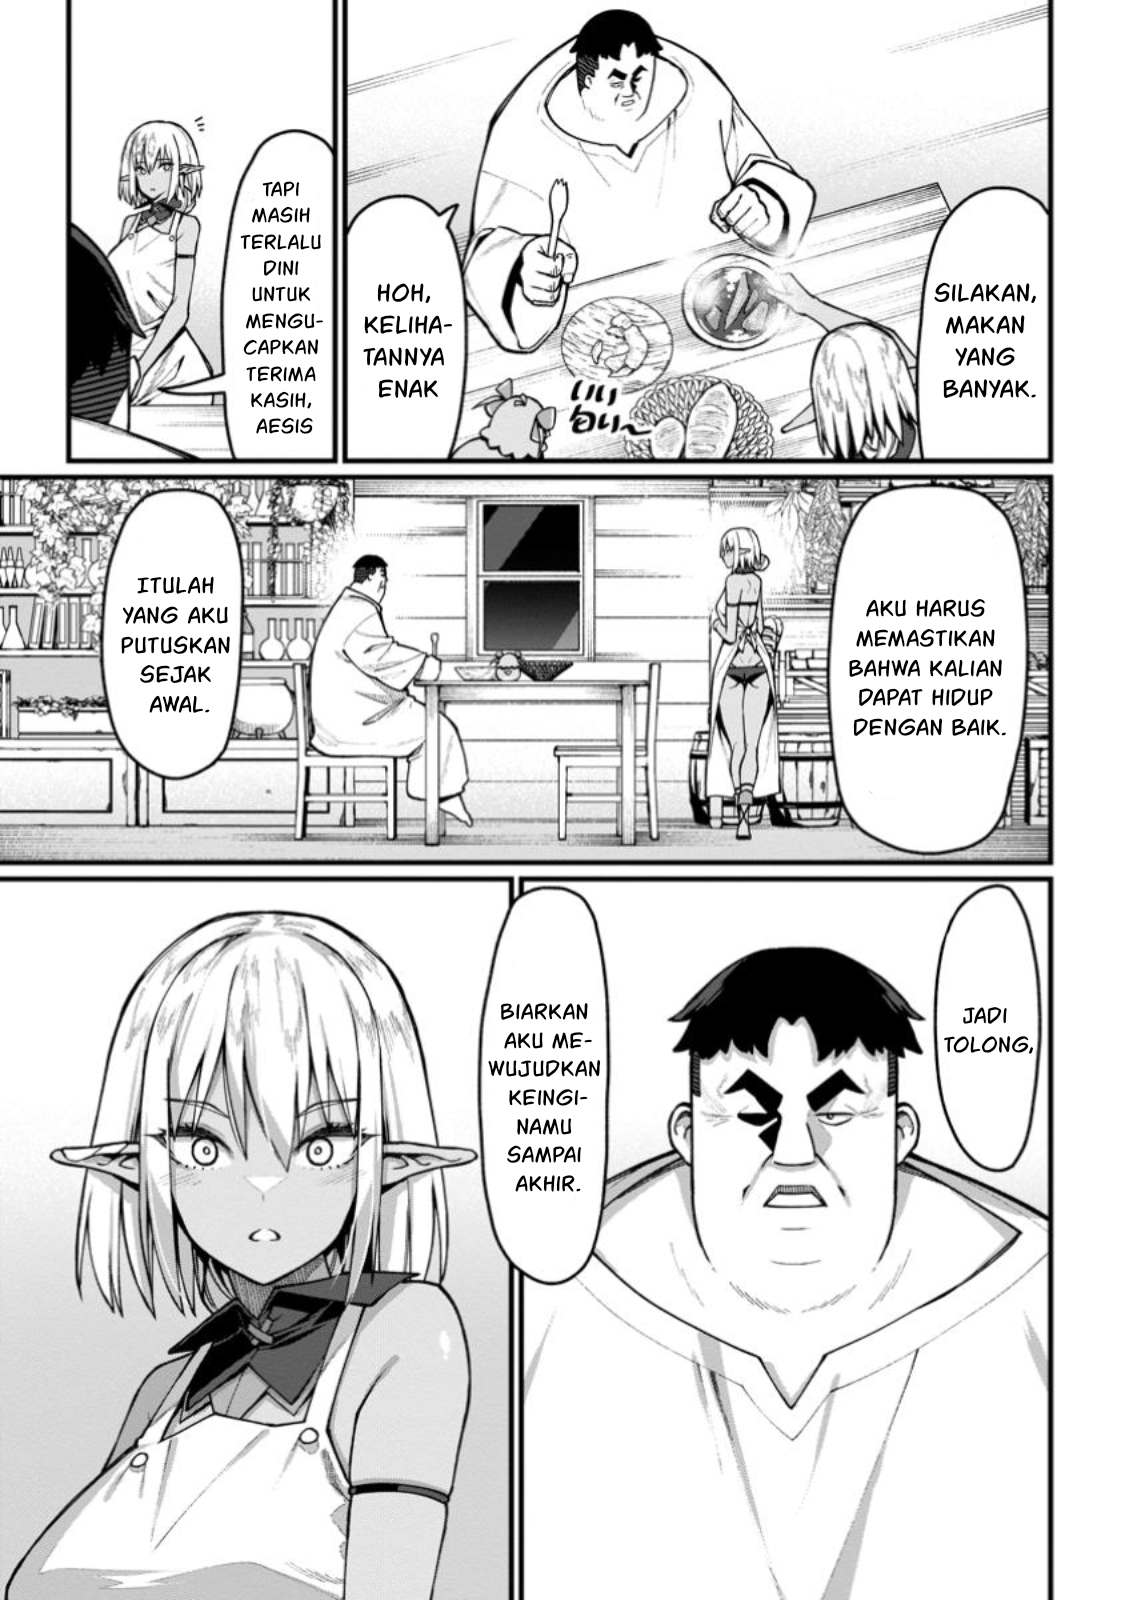 SILAKAN,
MAKAN
YANG
BANYAK.
HOH,
KELIHA-
TANNYA
ENAK
TAPI
MASIH
TERLALU
DINI
UNTUK
MENGU-
CAPKAN
TERIMA
KASIH,
AESIS
AKU HARUS
MEMASTIKAN
BAHWA KALIAN
DAPAT HIDUP
DENGAN BAIK.
ITULAH
YANG AKU
PUTUSKAN
SEJAK
AWAL.
JADI
TOLONG,
BIARKAN
AKU ME-
WUJUDKAN
KEINGI-
NAMU
SAMPAI
AKHIR.